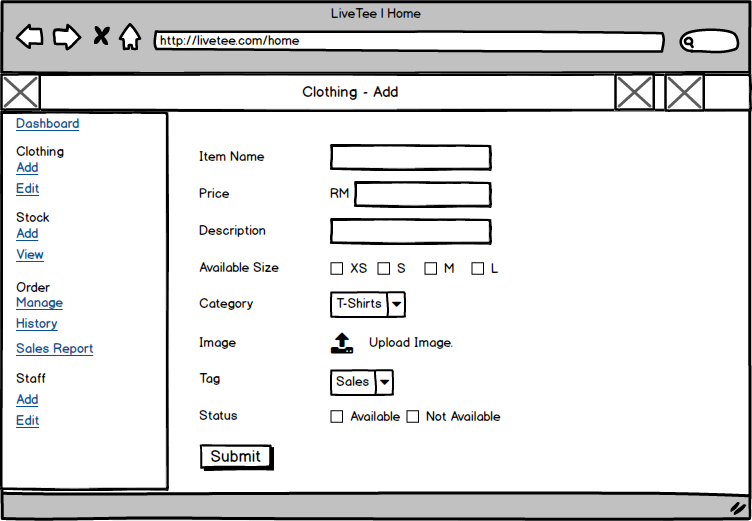 LiveTee | Home
http://livetee.com/home
Clothing - Add
Dashboard
Clothing
Add
Edit
Stock
Add
View
Order
Manage
History
Sales Report
Staff
Add
Edit
Item Name
Price RM
Description
Available Size XS S M L
Category T-Shirts
Image Upload Image.
Tag Sales
Status Available Not Available
Submit